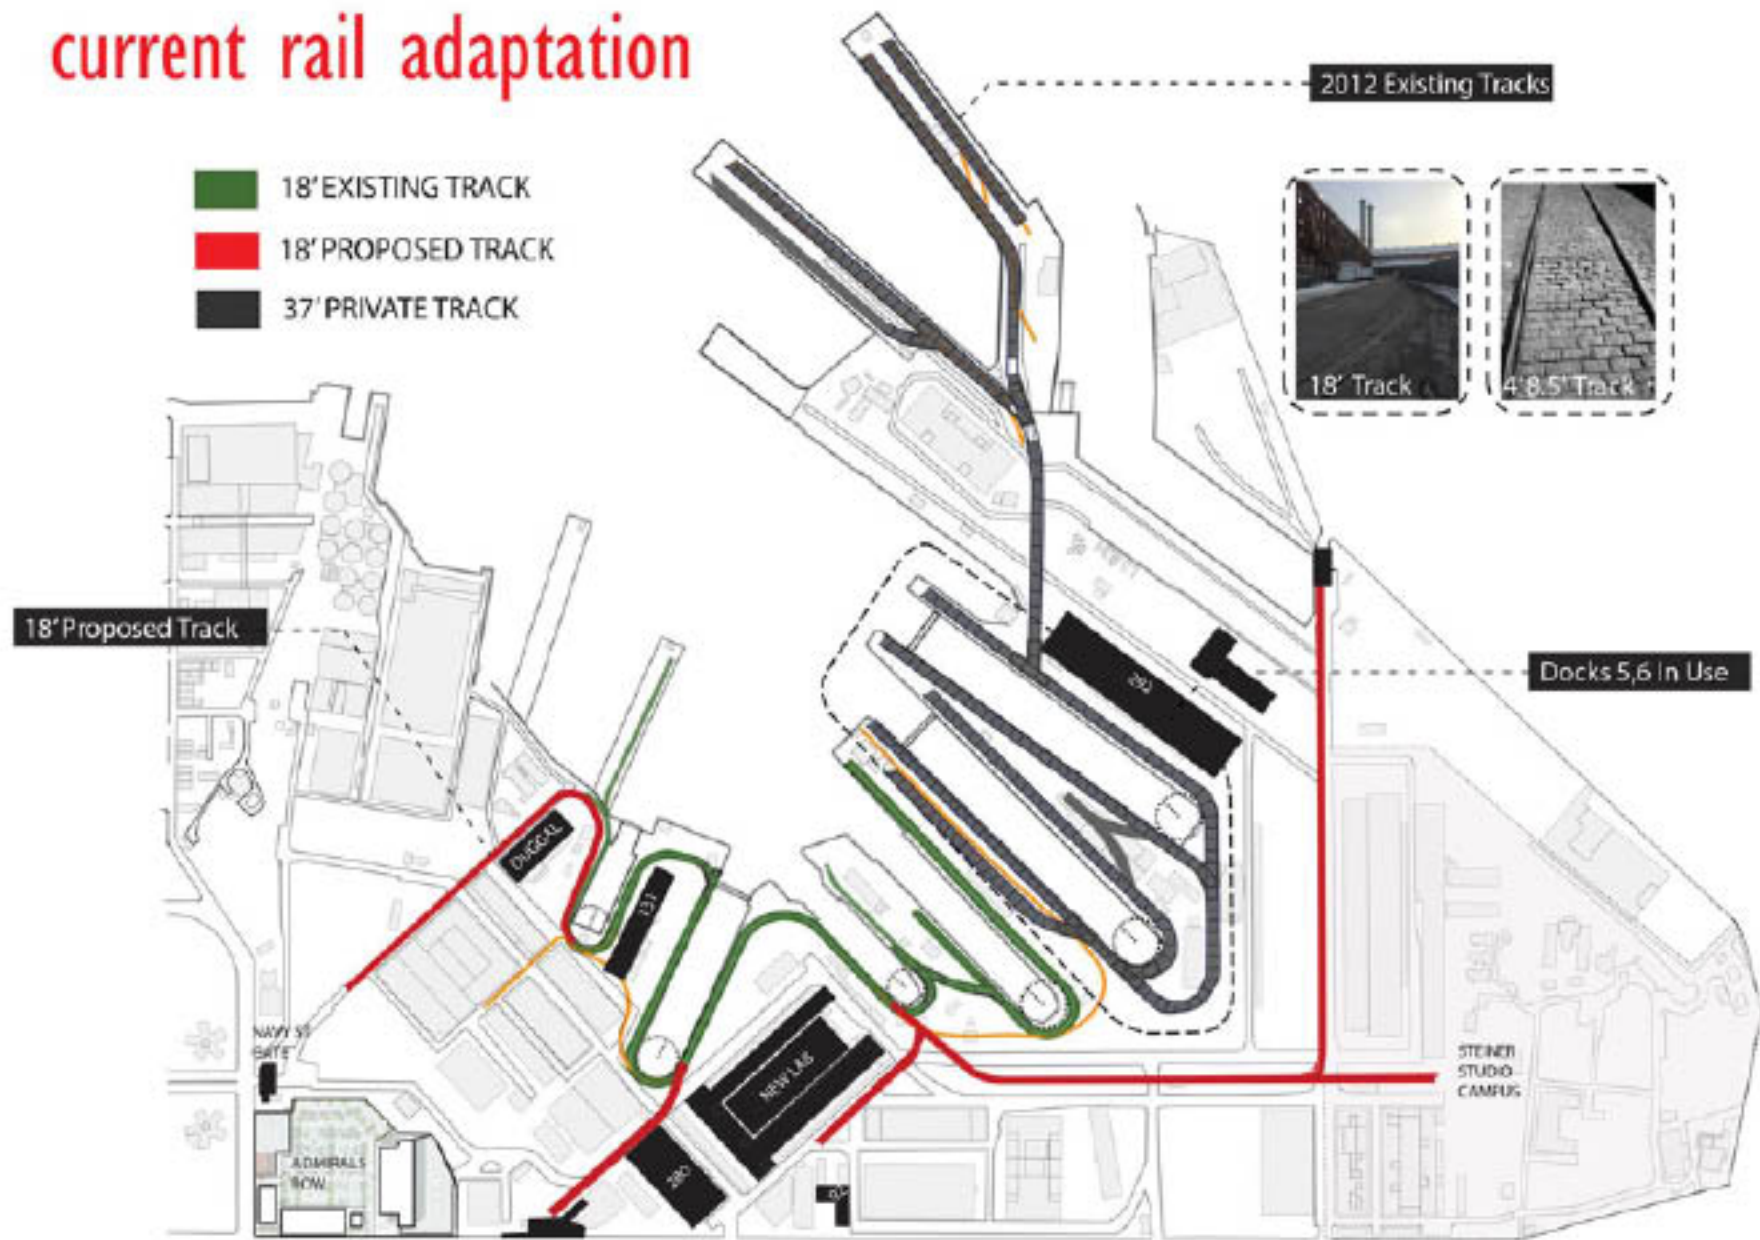 current rail adaptation
2012 Existing Tracks
18' EXISTING TRACK
18' PROPOSED TRACK
37' PRIVATE TRACK
18' Track
4'8.5' Track
18' Proposed Track
292
Docks 5,6 In Use
DUGGAL
NEW LAB
NAVY ST
GATE
STEINER
STUDIO
CAMPUS
ADMIRALS
ROW
280